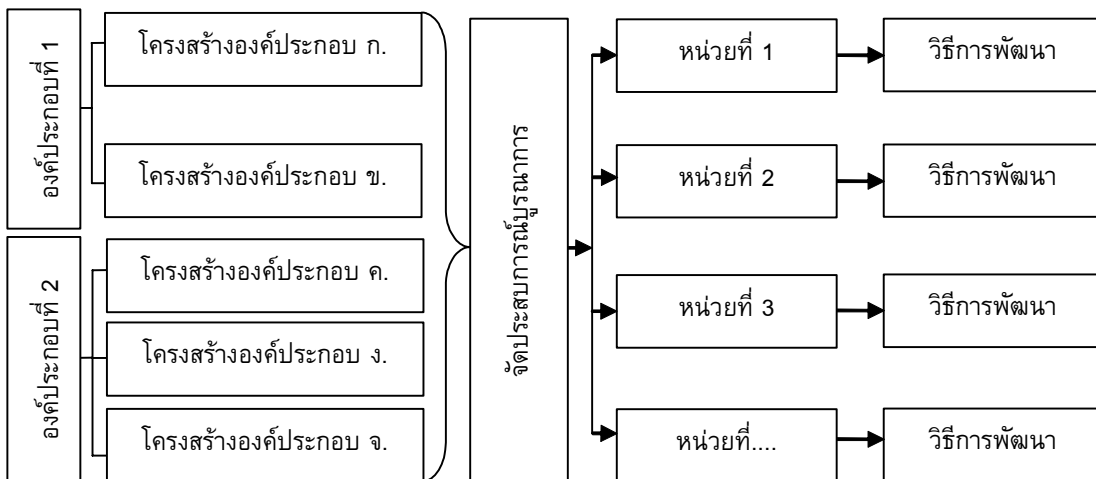 องค์ประกอบที่ 1
โครงสร้างองค์ประกอบ ก.
โครงสร้างองค์ประกอบ ข.
องค์ประกอบที่ 2
โครงสร้างองค์ประกอบ ค.
โครงสร้างองค์ประกอบ ง.
โครงสร้างองค์ประกอบ จ.
จัดประสบการณ์บูรณาการ
หน่วยที่ 1
วิธีการพัฒนา
หน่วยที่ 2
วิธีการพัฒนา
หน่วยที่ 3
วิธีการพัฒนา
หน่วยที่....
วิธีการพัฒนา